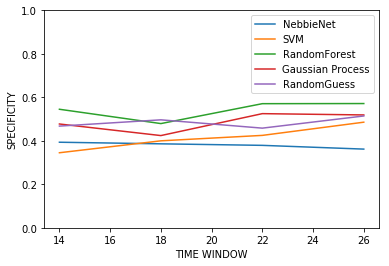 1.0
0.8
0.6
0.4
0.2
0.0
SPECIFICITY
14
16
18
20
22
24
26
TIME WINDOW
NebbieNet
SVM
RandomForest
Gaussian Process
RandomGuess